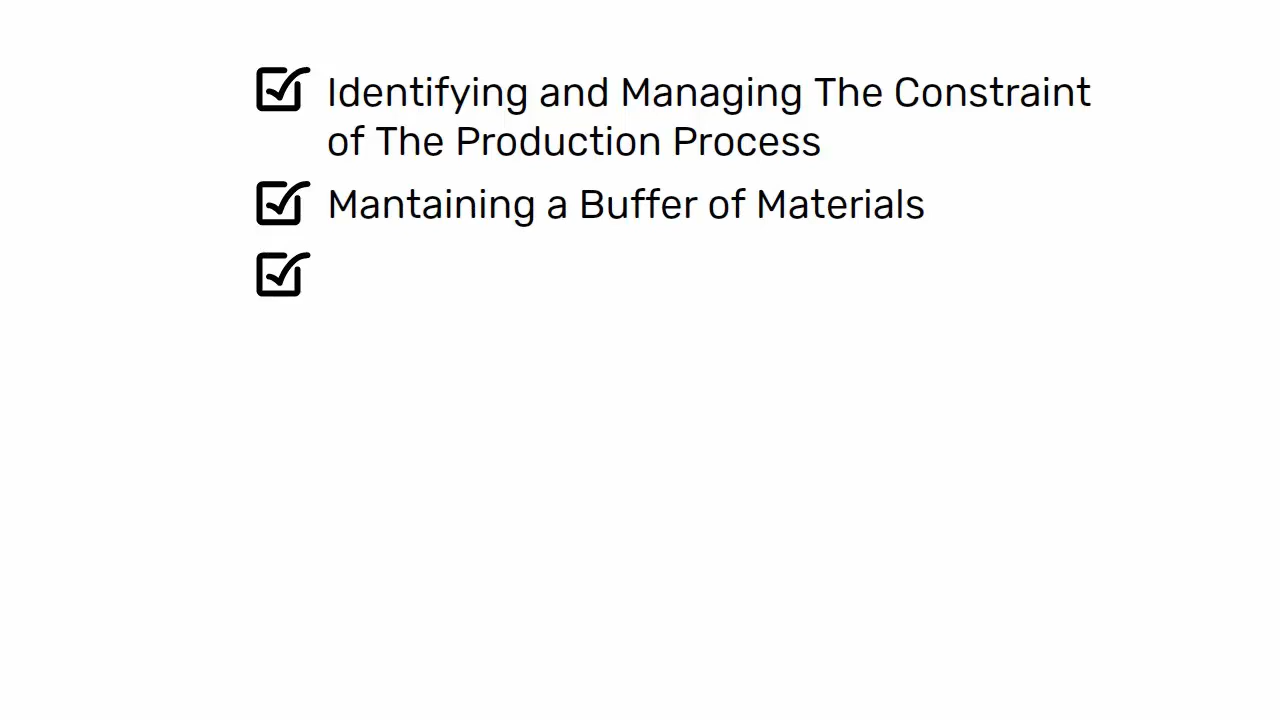 Identifying and Managing The Constraint
of The Production Process
Mantaining a Buffer of Materials